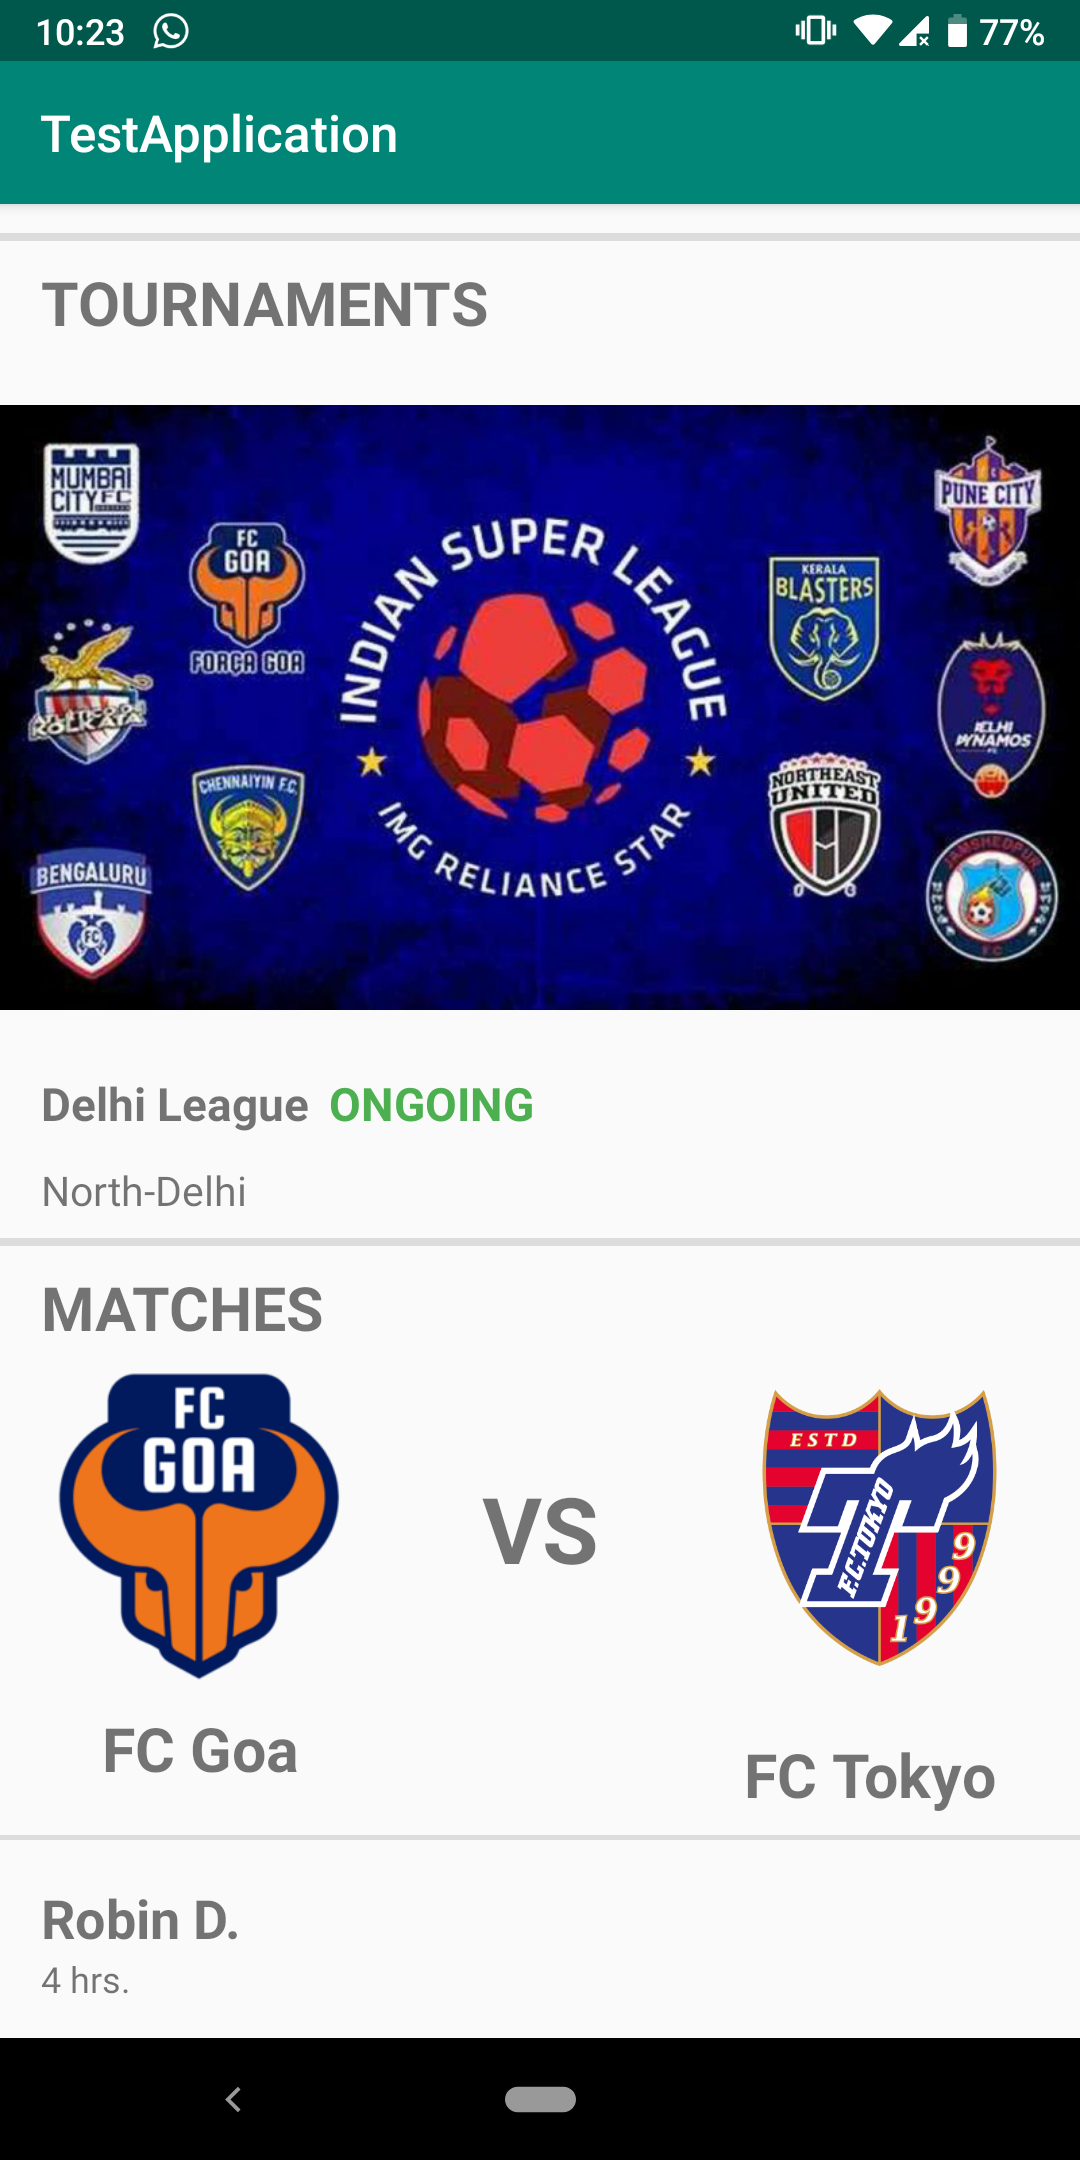 10:23 77%
TestApplication
TOURNAMENTS
MUMBAI
CITY FC
FC
GOA
FORÇA GOA
KOLKATA
CHENNAIYIN F.C.
BENGALURU
FC
INDIAN SUPER LEAGUE
IMG RELIANCE STAR
KERALA
BLASTERS
NORTHEAST
UNITED
PUNE CITY
DELHI
DYNAMOS
FC
JAMSHEDPUR
F C
Delhi League ONGOING
North-Delhi
MATCHES
FC
GOA
VS
ESTD
F.C.TOKYO
1999
FC Goa
FC Tokyo
Robin D.
4 hrs.